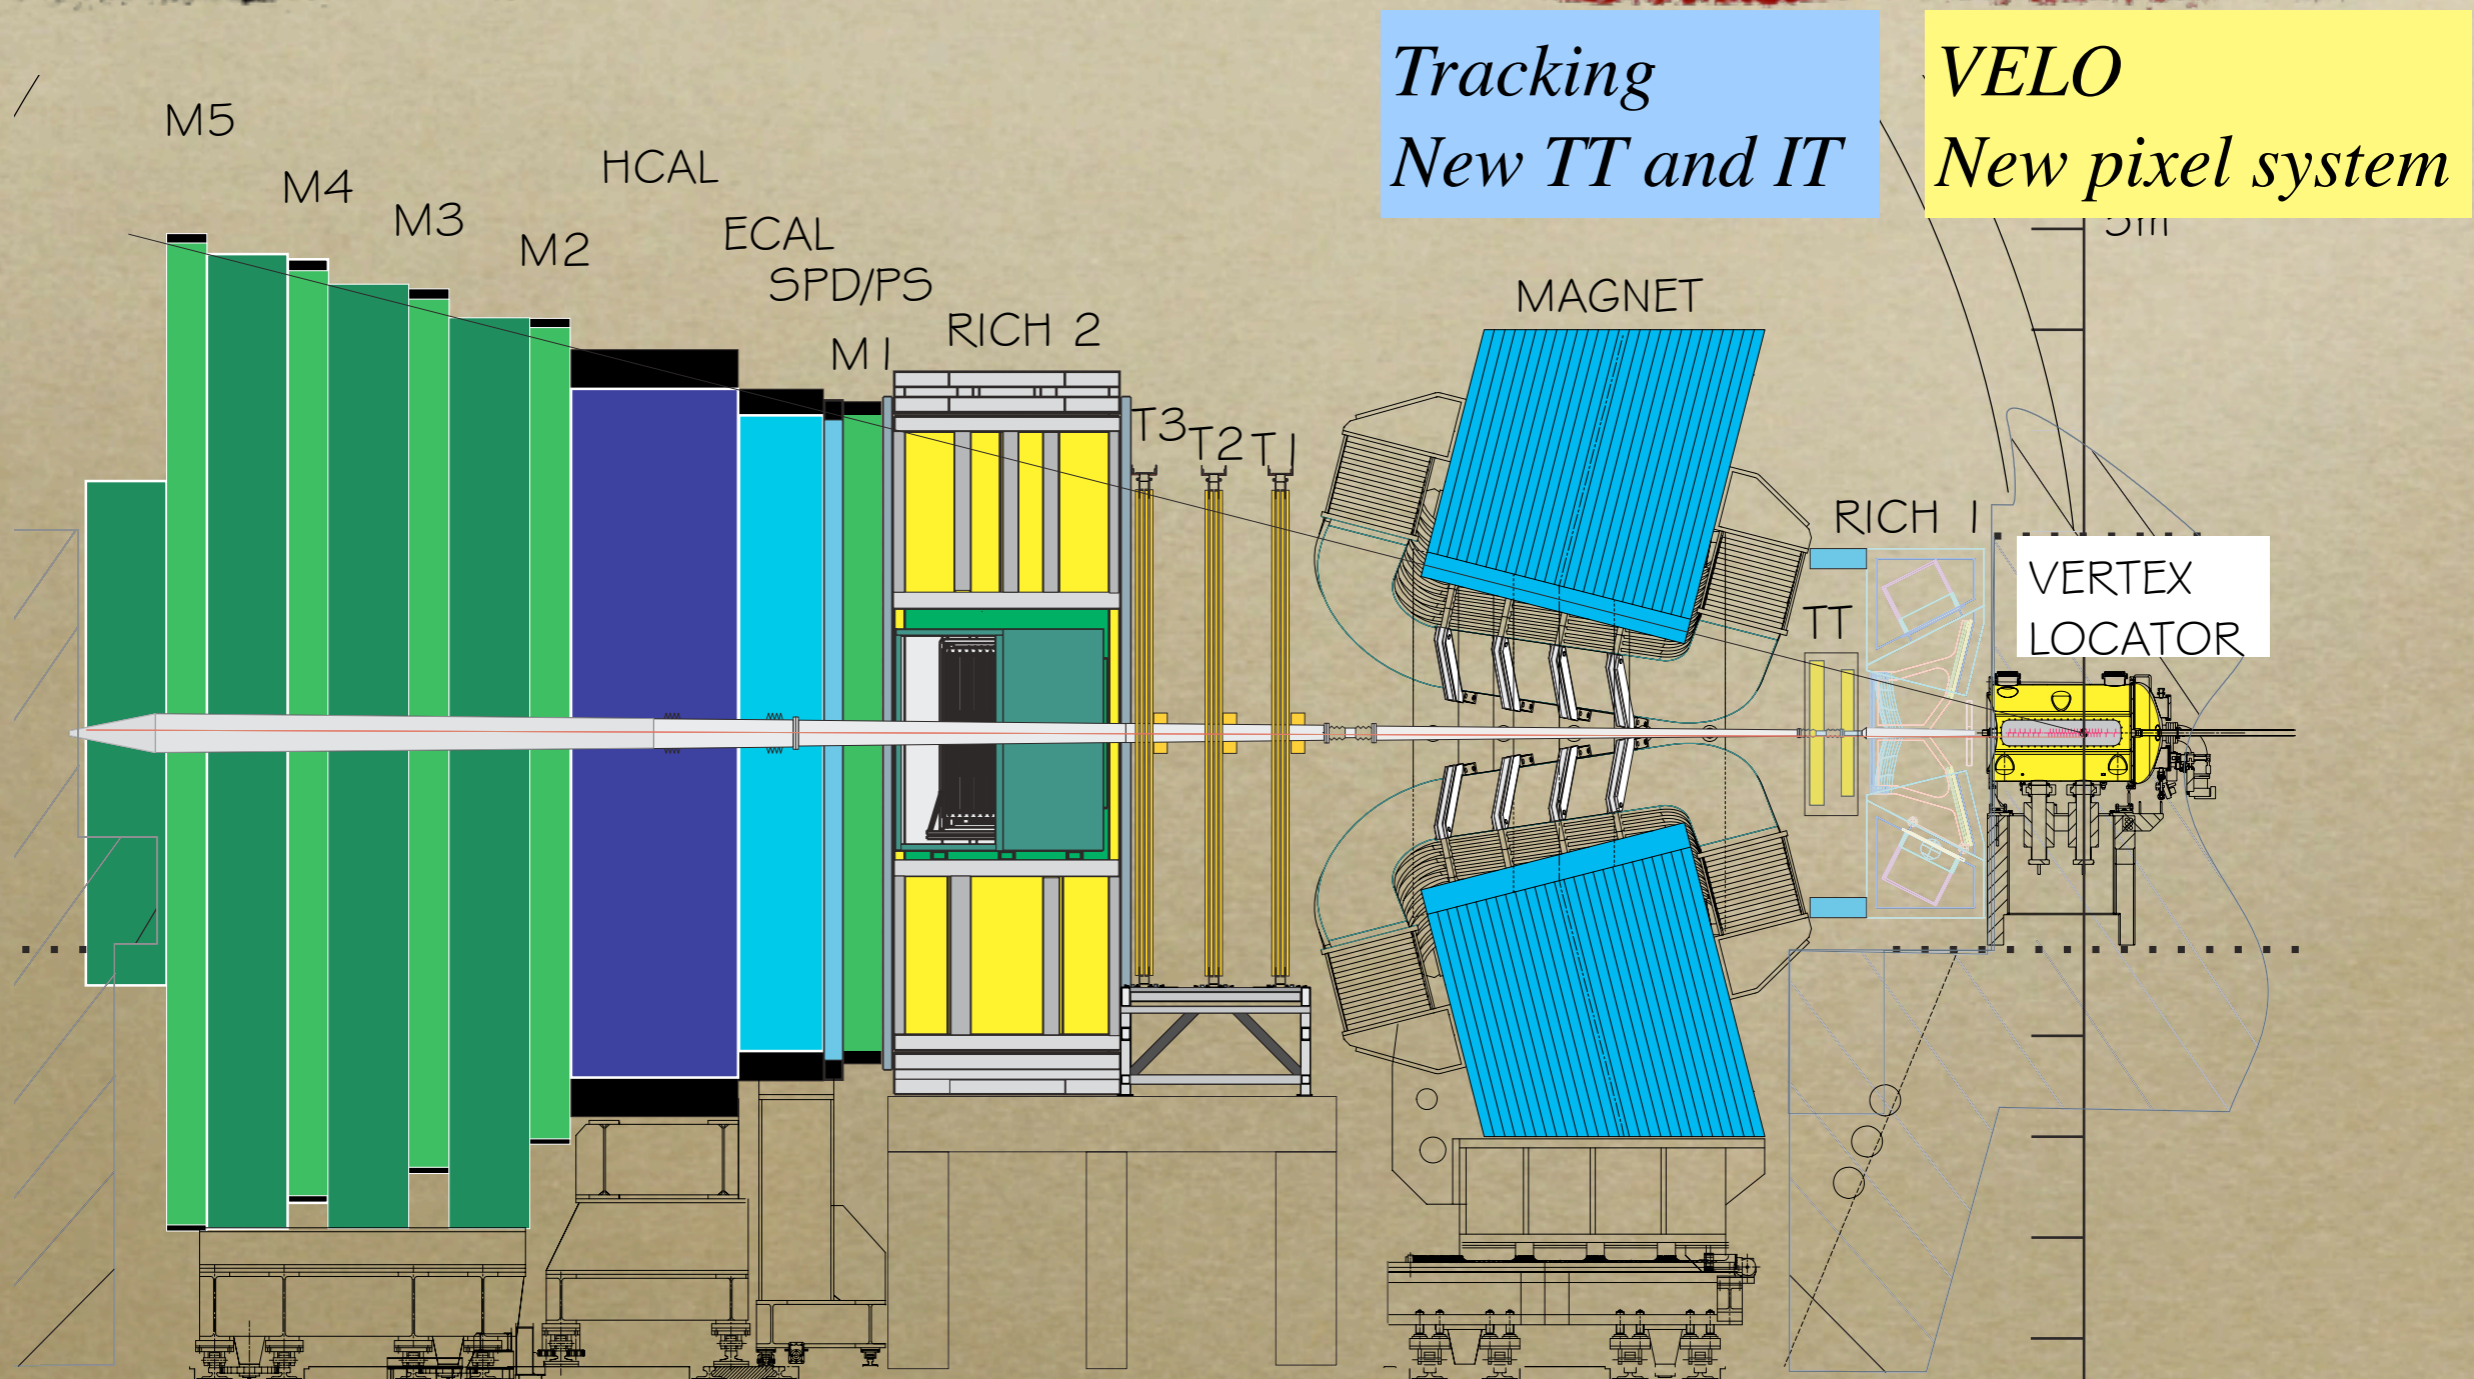 Tracking
New TT and IT
VELO
New pixel system
5m
M5
M4
M3
M2
HCAL
ECAL
SPD/PS
M1
RICH 2
T3
T2
T1
MAGNET
RICH 1
TT
VERTEX
LOCATOR